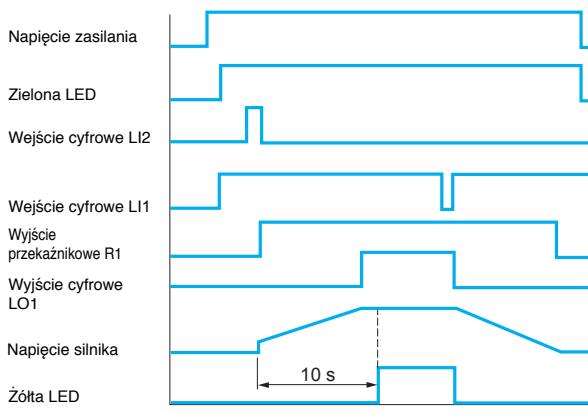 Napięcie zasilania
Zielona LED
Wejście cyfrowe LI2
Wejście cyfrowe LI1
Wyjście
przekaźnikowe R1
Wyjście cyfrowe
LO1
Napięcie silnika
10 s
Żółta LED